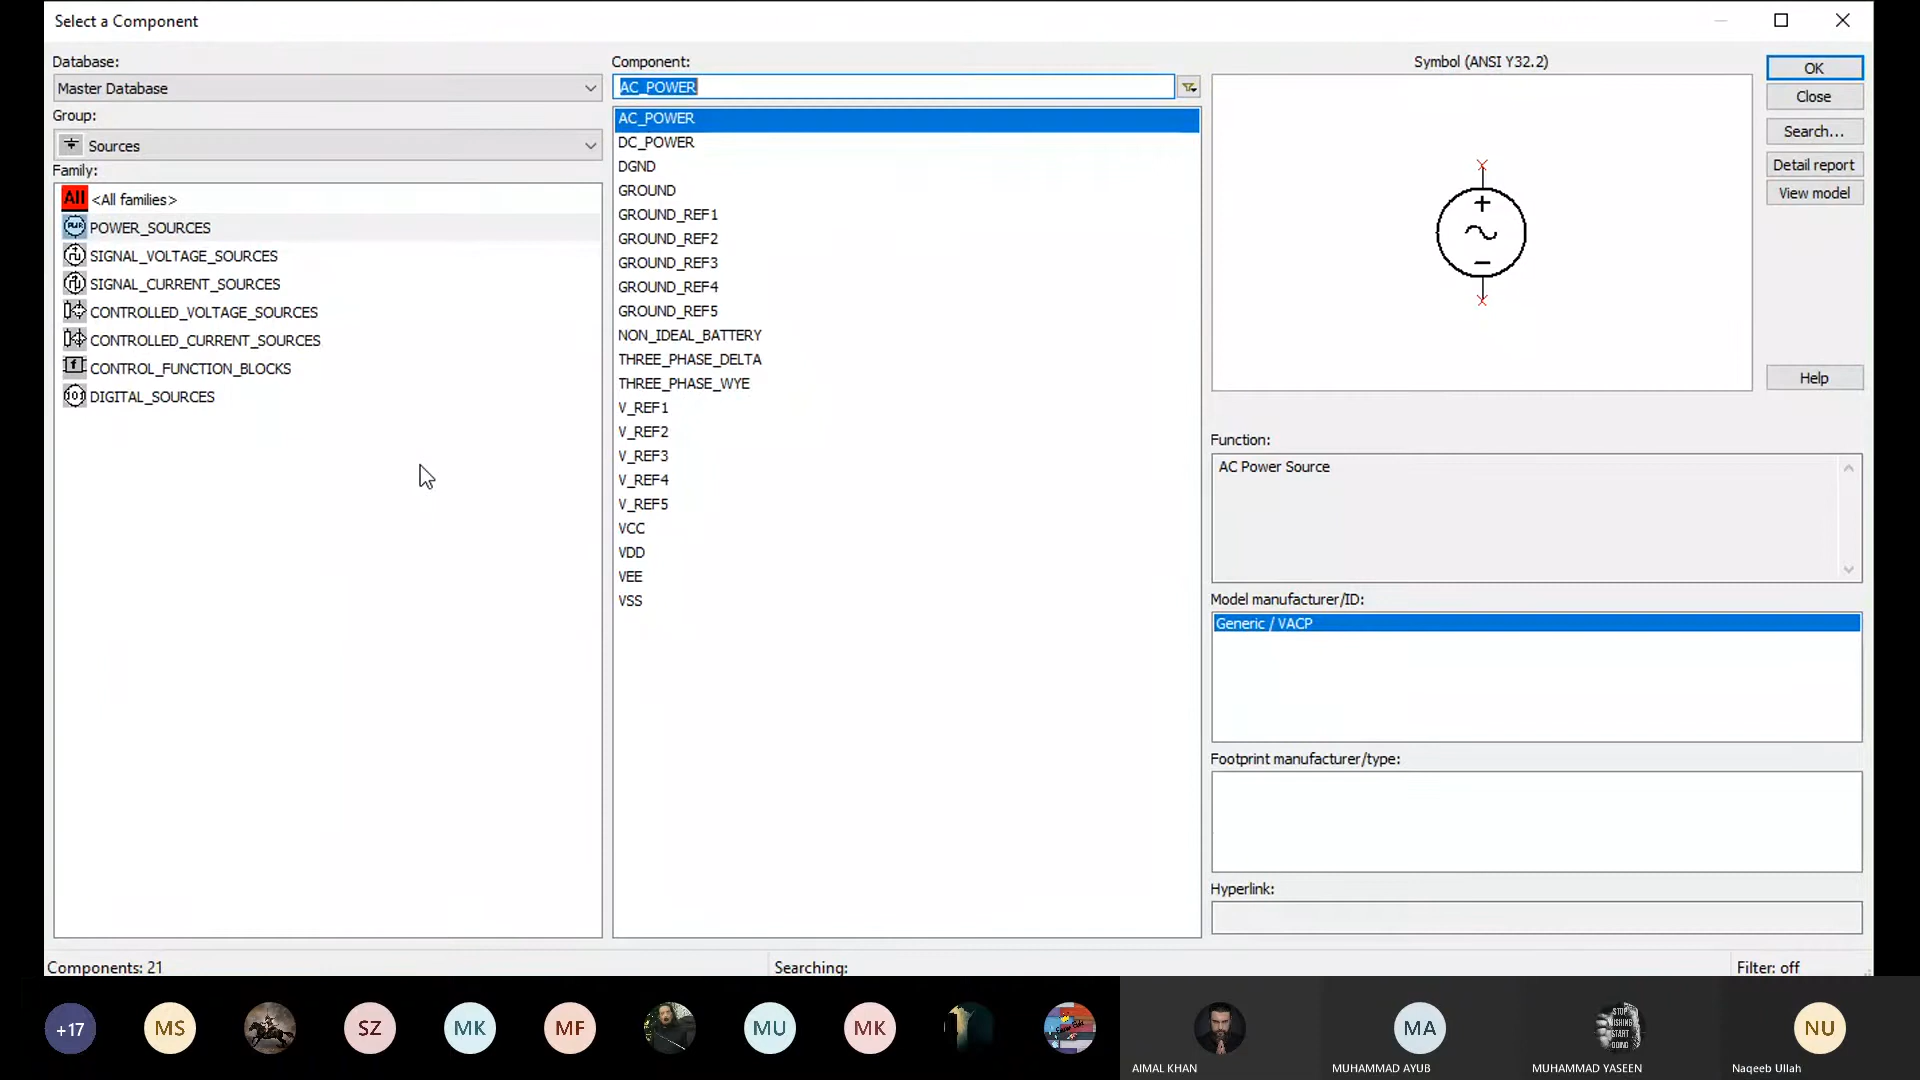 Select a Component
Database:
Master Database
Group:
Sources
Family:
All <All families>
POWER_SOURCES
SIGNAL_VOLTAGE_SOURCES
SIGNAL_CURRENT_SOURCES
CONTROLLED_VOLTAGE_SOURCES
CONTROLLED_CURRENT_SOURCES
CONTROL_FUNCTION_BLOCKS
DIGITAL_SOURCES
Component:
AC_POWER
AC_POWER
DC_POWER
DGND
GROUND
GROUND_REF1
GROUND_REF2
GROUND_REF3
GROUND_REF4
GROUND_REF5
NON_IDEAL_BATTERY
THREE_PHASE_DELTA
THREE_PHASE_WYE
V_REF1
V_REF2
V_REF3
V_REF4
V_REF5
VCC
VDD
VEE
VSS
Symbol (ANSI Y32.2)
OK
Close
Search...
Detail report
View model
Help
Function:
AC Power Source
Model manufacturer/ID:
Generic / VACP
Footprint manufacturer/type:
Hyperlink:
Components: 21
Searching:
Filter: off
+17
MS
SZ
MK
MF
MU
MK
AIMAL KHAN
MA
MUHAMMAD AYUB
STOP
WISHING
START
DOING
MUHAMMAD YASEEN
NU
Naqeeb Ullah